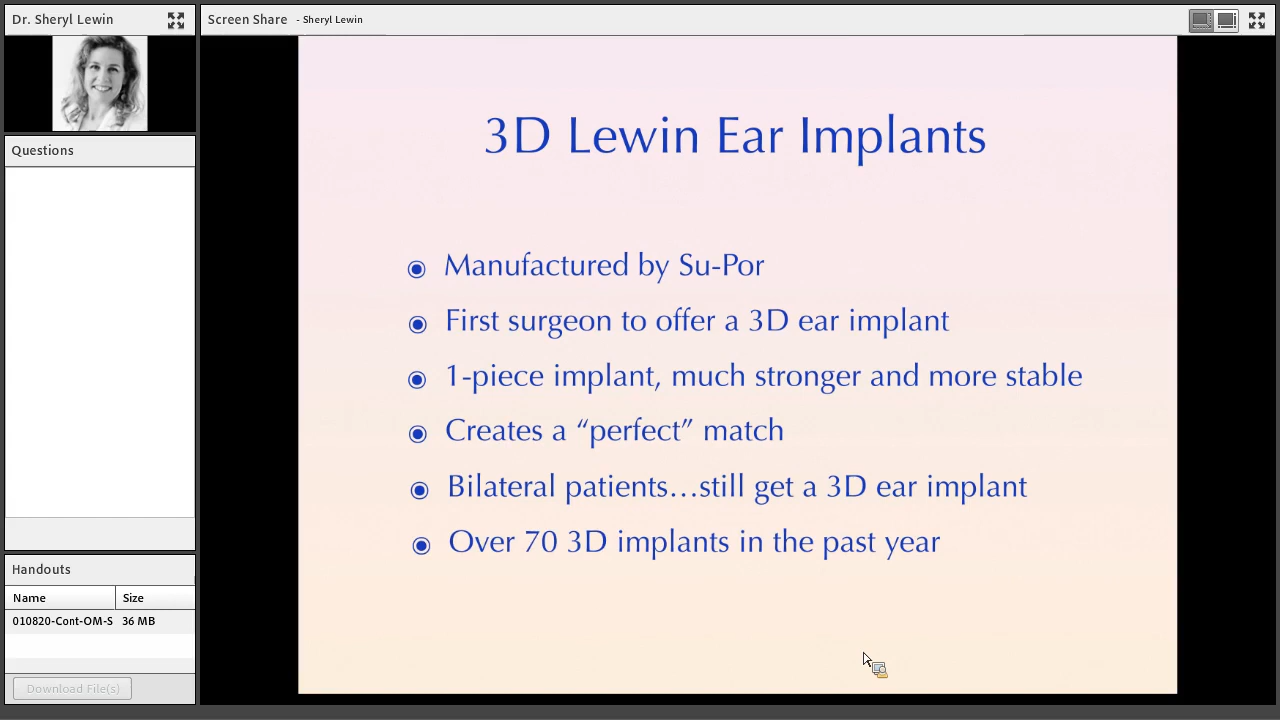 Dr. Sheryl Lewin
Screen Share - Sheryl Lewin
Questions
Handouts
Name Size
010820-Cont-OM-S 36 MB
Download File(s)
3D Lewin Ear Implants
Manufactured by Su-Por
First surgeon to offer a 3D ear implant
1-piece implant, much stronger and more stable
Creates a “perfect” match
Bilateral patients...still get a 3D ear implant
Over 70 3D implants in the past year